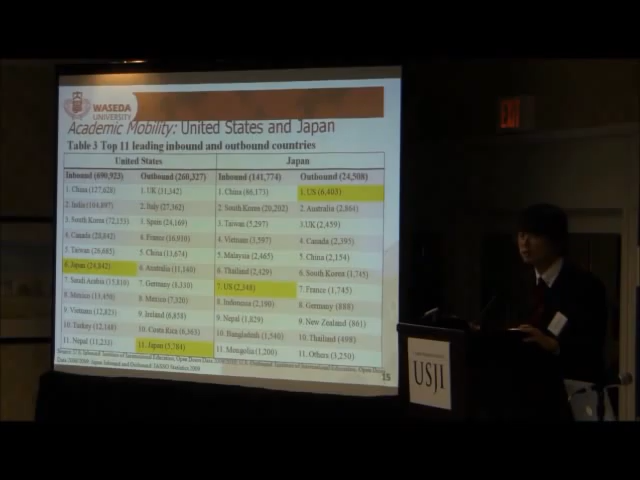 WASEDA
UNIVERSITY
Academic Mobility: United States and Japan
Table 3 Top 11 leading inbound and outbound countries
United States Japan
Inbound (690,923) Outbound (260,327) Inbound (141,774) Outbound (24,508)
1. China (127,628) 1. UK (31,342) 1. China (86,173) 1. US (6,403)
2. India (104,897) 2. Italy (27,362) 2. South Korea (20,202) 2. Australia (2,864)
3. South Korea (72,153) 3. Spain (24,169) 3. Taiwan (5,297) 3. UK (2,459)
4. Canada (28,842) 4. France (16,910) 4. Vietnam (3,597) 4. Canada (2,393)
5. Taiwan (26,685) 5. China (13,674) 5. Malaysia (2,465) 5. China (2,154)
6. Japan (24,842) 6. Australia (11,140) 6. Thailand (2,429) 6. South Korea (1,745)
7. Saudi Arabia (15,810) 7. Germany (8,330) 7. US (2,348) 7. France (1,745)
8. Mexico (13,450) 8. Mexico (7,320) 8. Indonesia (2,190) 8. Germany (888)
9. Vietnam (12,823) 9. Ireland (6,858) 9. Nepal (1,829) 9. New Zealand (861)
10. Turkey (12,148) 10. Costa Rica (6,363) 10. Bangladesh (1,540) 10. Thailand (498)
11. Nepal (11,233) 11. Japan (5,784) 11. Mongolia (1,200) 11. Others (3,250)
15
USJI